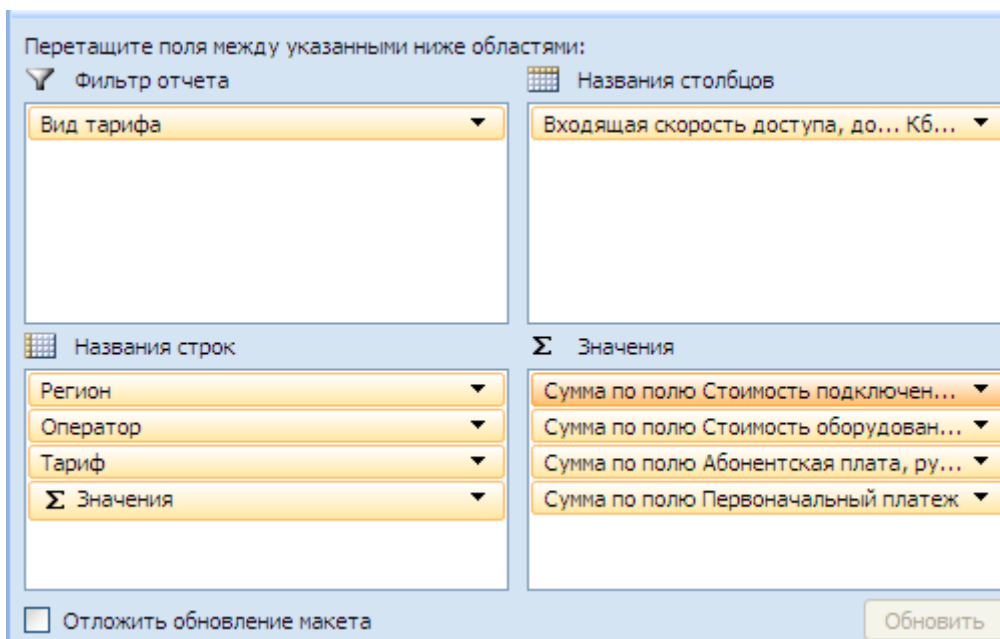 Перетащите поля между указанными ниже областями:
Фильтр отчета
Названия столбцов
Вид тарифа
Входящая скорость доступа, до... Кб...
Названия строк
Σ Значения
Регион
Оператор
Тариф
Σ Значения
Сумма по полю Стоимость подключен...
Сумма по полю Стоимость оборудован...
Сумма по полю Абонентская плата, ру...
Сумма по полю Первоначальный платеж
Отложить обновление макета
Обновить